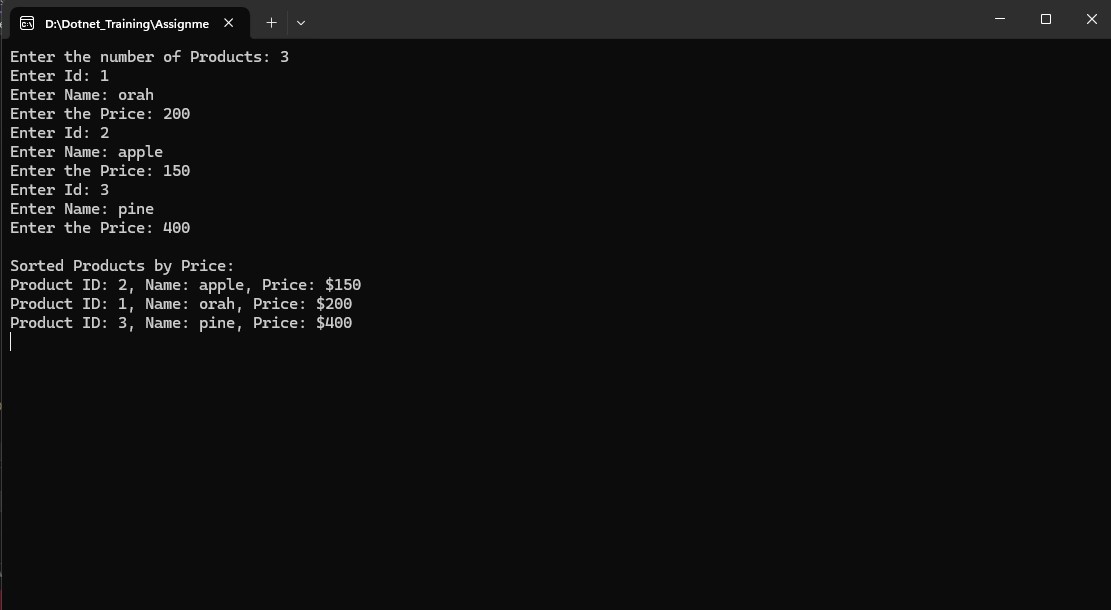 D:\Dotnet_Training\Assignme
Enter the number of Products: 3
Enter Id: 1
Enter Name: orah
Enter the Price: 200
Enter Id: 2
Enter Name: apple
Enter the Price: 150
Enter Id: 3
Enter Name: pine
Enter the Price: 400
Sorted Products by Price:
Product ID: 2, Name: apple, Price: $150
Product ID: 1, Name: orah, Price: $200
Product ID: 3, Name: pine, Price: $400